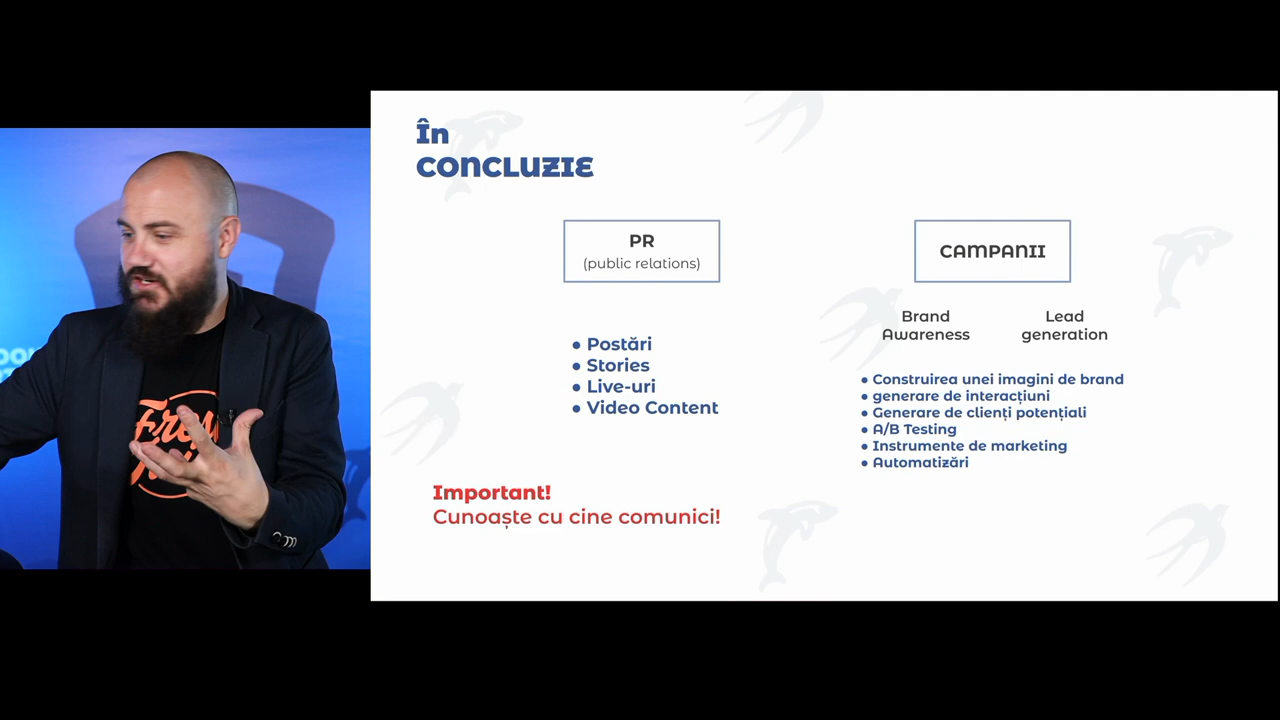 În
CONCLUZIE
PR
(public relations)
● Postări
● Stories
● Live-uri
● Video Content
Important!
Cunoaște cu cine comunici!
CAMPANII
Brand
Awareness
Lead
generation
● Construirea unei imagini de brand
● generare de interacțiuni
● Generare de clienți potențiali
● A/B Testing
● Instrumente de marketing
● Automatizări